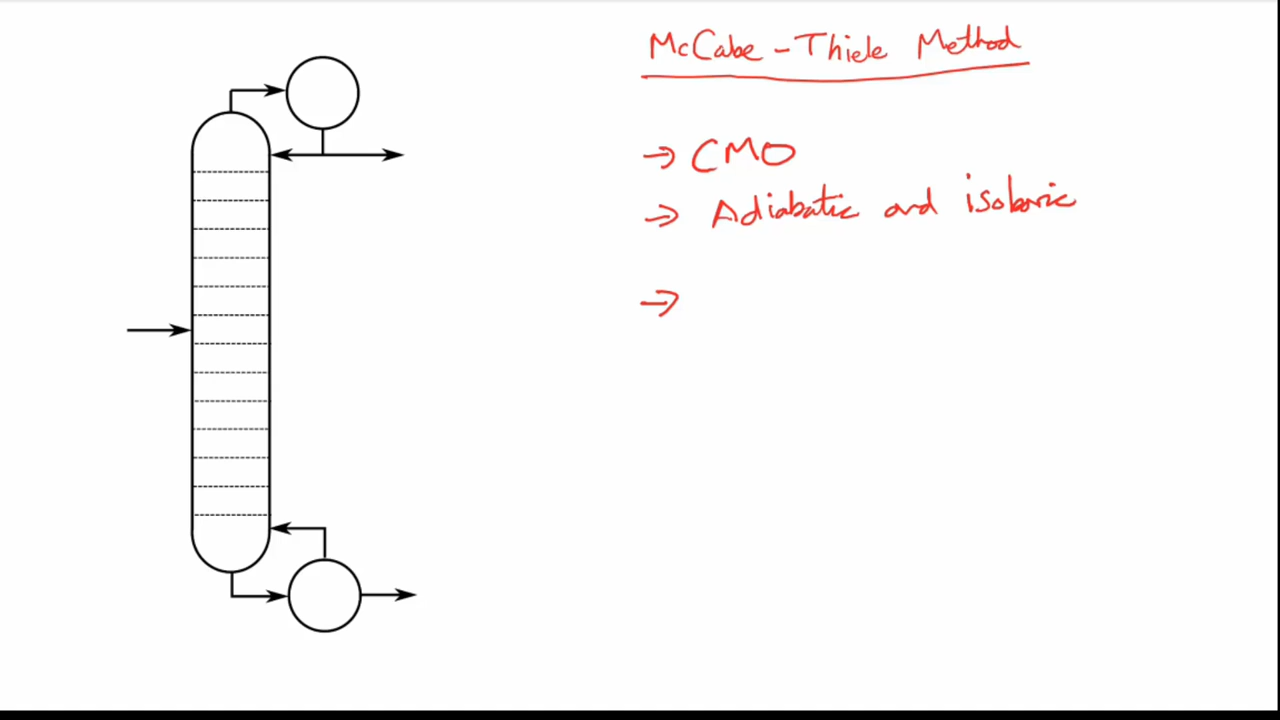 McCabe-Thiele Method
→ CMO
→ Adiabatic and isobaric
→